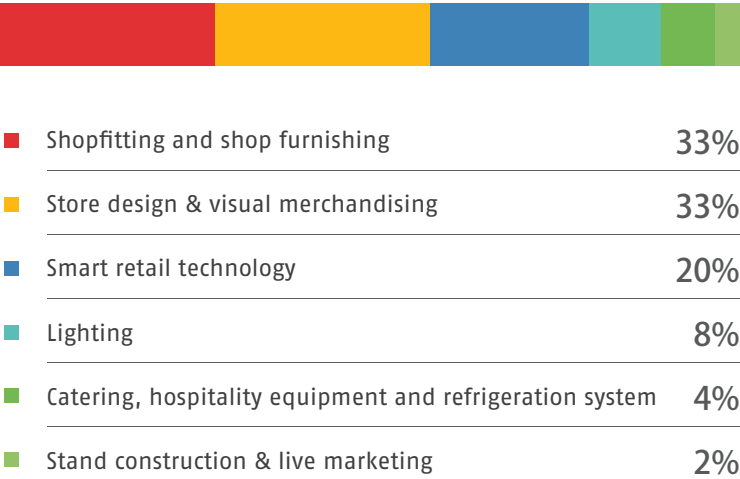 Shopfitting and shop furnishing 33%
Store design & visual merchandising 33%
Smart retail technology 20%
Lighting 8%
Catering, hospitality equipment and refrigeration system 4%
Stand construction & live marketing 2%